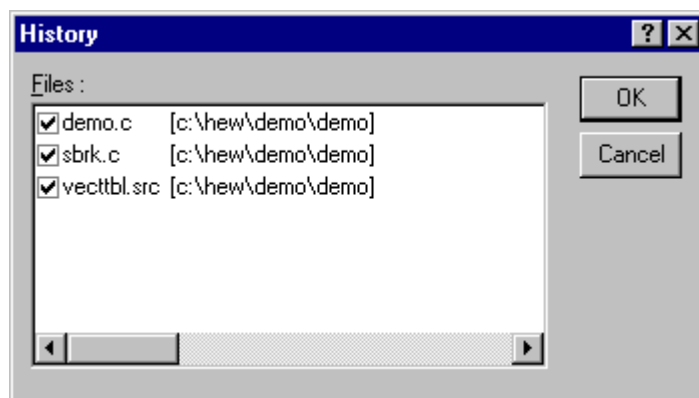 History
Files :
OK
demo.c [c:\hew\demo\demo]
sbrk.c [c:\hew\demo\demo]
Cancel
vecttbl.src [c:\hew\demo\demo]